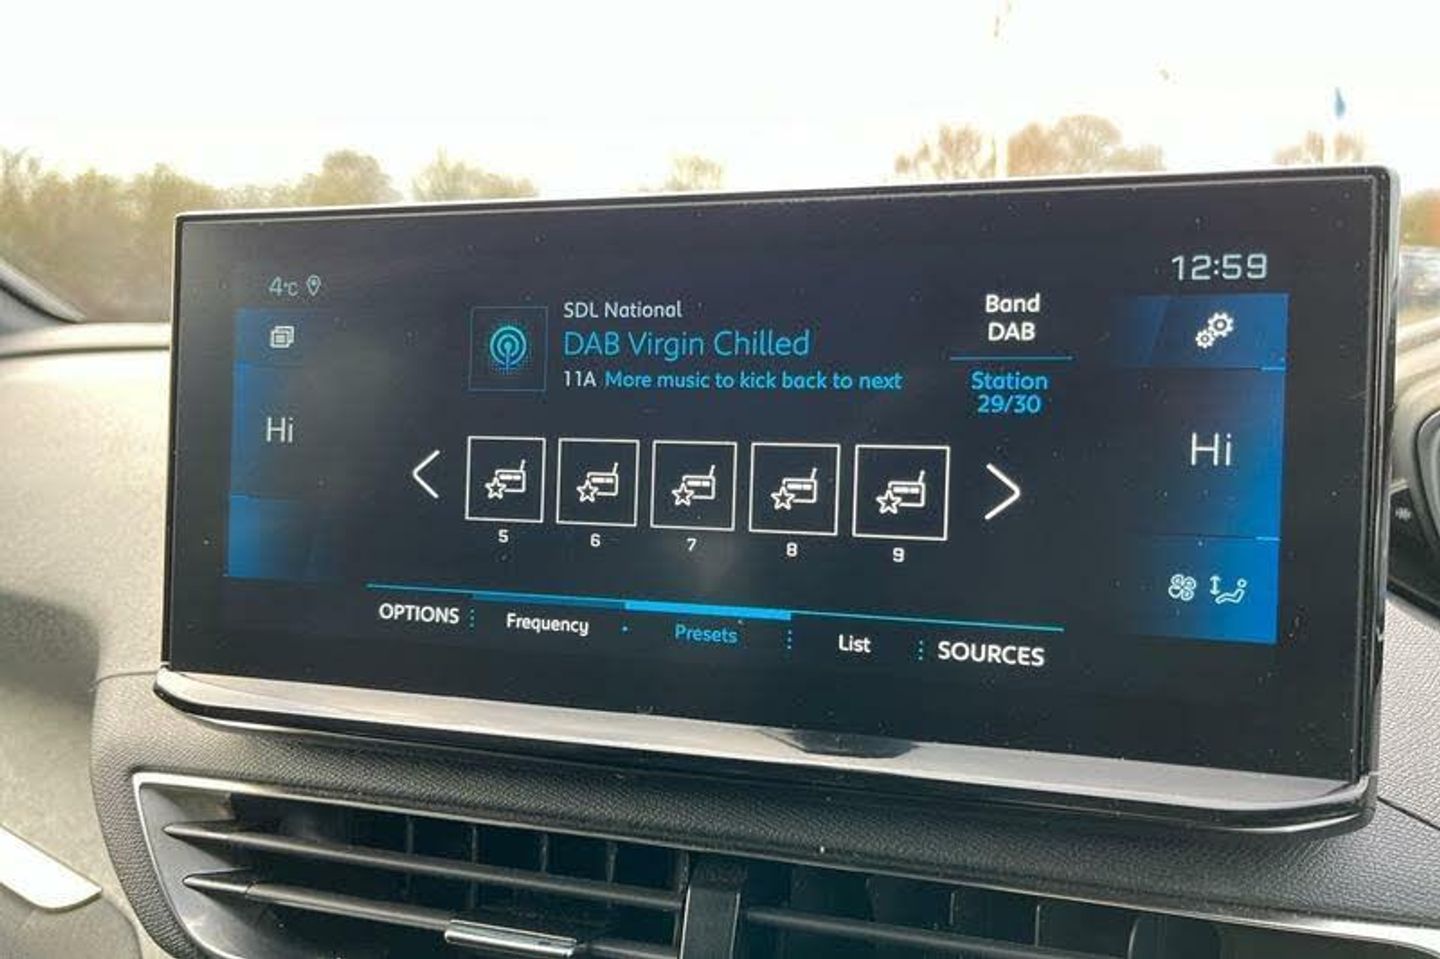 4°C
12:59
SDL National
DAB Virgin Chilled
11A More music to kick back to next
Band
DAB
Station
29/30
Hi
Hi
5 6 7 8 9
OPTIONS Frequency Presets List SOURCES